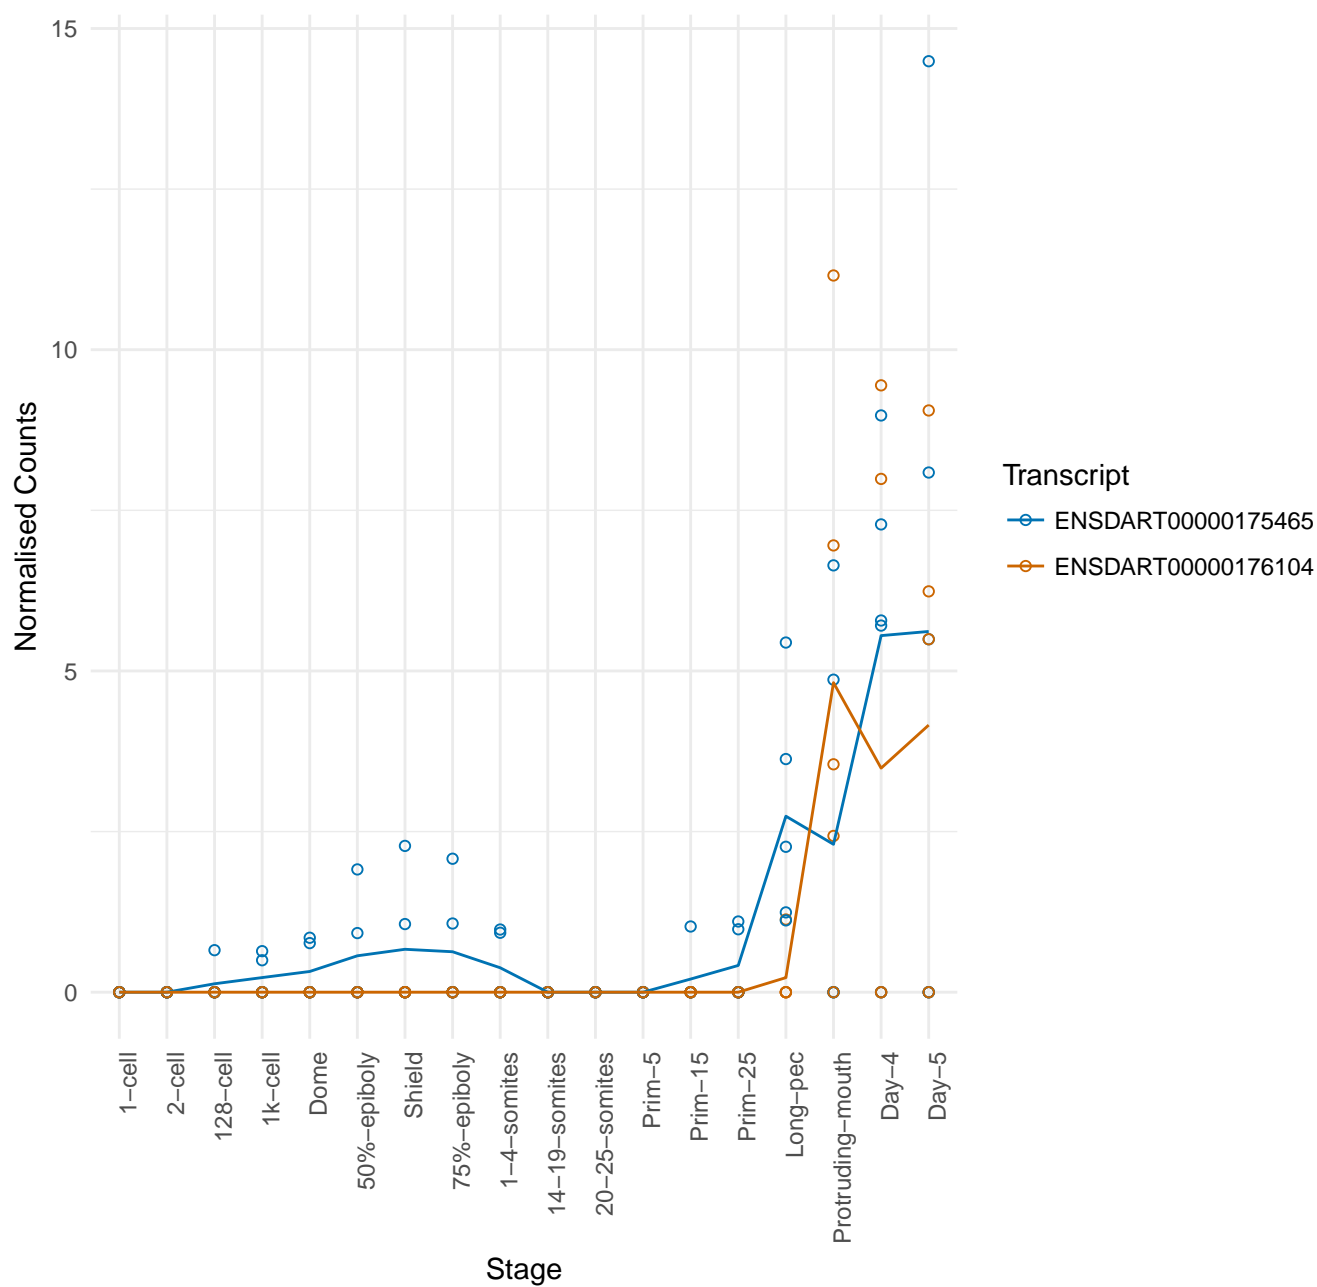 15
10
5
0
Normalised Counts
1−cell
2−cell
128−cell
1k−cell
Dome
50%−epiboly
Shield
75%−epiboly
1−4−somites
14−19−somites
20−25−somites
Prim−5
Prim−15
Prim−25
Long−pec
Protruding−mouth
Day−4
Day−5
Stage
Transcript
ENSDART00000175465
ENSDART00000176104